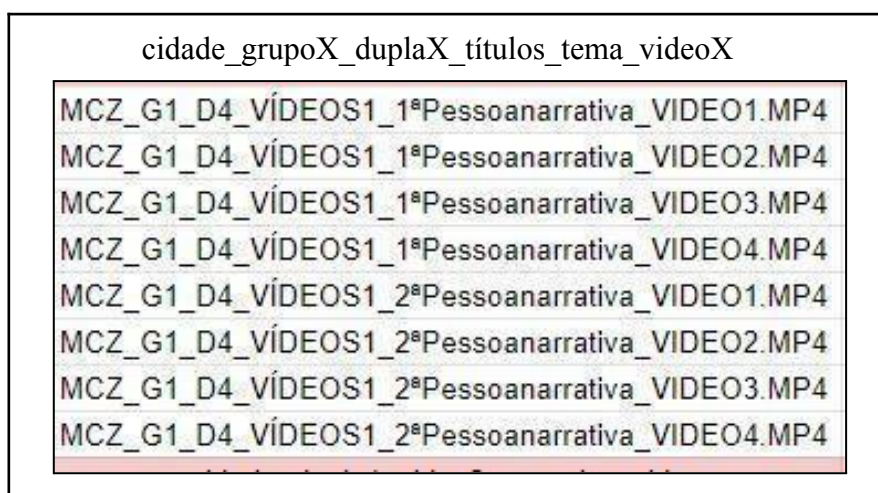 cidade_grupoX_duplaX_títulos_tema_videoX
MCZ_G1_D4_VÍDEOS1_1ªPessoanarrativa_VIDEO1.MP4
MCZ_G1_D4_VÍDEOS1_1ªPessoanarrativa_VIDEO2.MP4
MCZ_G1_D4_VÍDEOS1_1ªPessoanarrativa_VIDEO3.MP4
MCZ_G1_D4_VÍDEOS1_1ªPessoanarrativa_VIDEO4.MP4
MCZ_G1_D4_VÍDEOS1_2ªPessoanarrativa_VIDEO1.MP4
MCZ_G1_D4_VÍDEOS1_2ªPessoanarrativa_VIDEO2.MP4
MCZ_G1_D4_VÍDEOS1_2ªPessoanarrativa_VIDEO3.MP4
MCZ_G1_D4_VÍDEOS1_2ªPessoanarrativa_VIDEO4.MP4